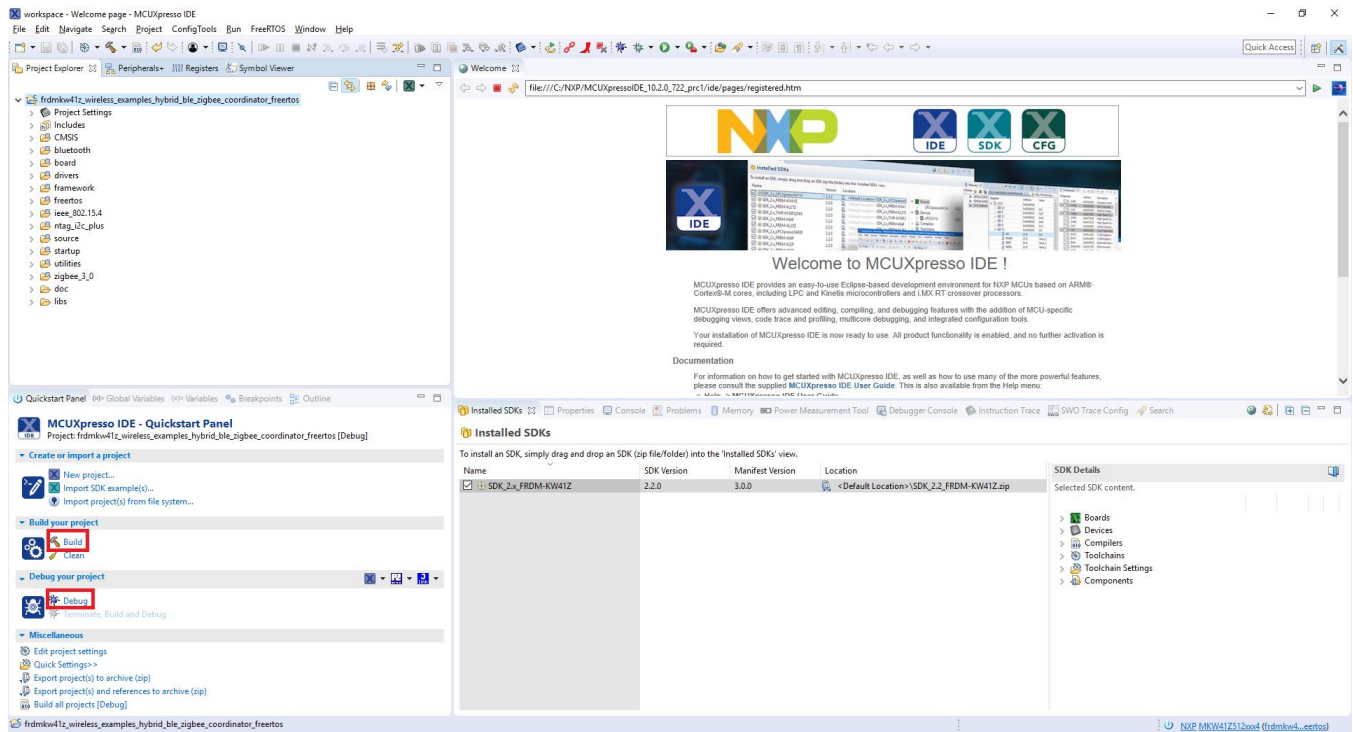 workspace - Welcome page - MCUXpresso IDE
File Edit Navigate Search Project ConfigTools Run FreeRTOS Window Help
Quick Access
Project Explorer Peripherals+ Registers Symbol Viewer
Welcome
file:///C:/NXP/MCUXpressoIDE_10.2.0_722_prc1/ide/pages/registered.htm
frdmkw41z_wireless_examples_hybrid_ble_zigbee_coordinator_freertos
Project Settings
Includes
CMSIS
bluetooth
board
drivers
framework
freertos
ieee_802.15.4
ntag_i2c_plus
source
startup
utilities
zigbee_3_0
doc
libs
NXP
IDE SDK CFG
Installed SDKs
IDE
Welcome to MCUXpresso IDE !
MCUXpresso IDE provides an easy-to-use Eclipse-based development environment for NXP MCUs based on ARM®
Cortex®-M cores, including LPC and Kinetis microcontrollers and i.MX RT crossover processors.
MCUXpresso IDE offers advanced editing, compiling, and debugging features with the addition of MCU-specific
debugging views, code trace and profiling, multicore debugging, and integrated configuration tools.
Your installation of MCUXpresso IDE is now ready to use. All product functionality is enabled, and no further activation is
required.
Documentation
For information on how to get started with MCUXpresso IDE, as well as how to use many of the more powerful features,
please consult the supplied MCUXpresso IDE User Guide. This is also available from the Help menu:
Quickstart Panel Global Variables Variables Breakpoints Outline
MCUXpresso IDE - Quickstart Panel
Project: frdmkw41z_wireless_examples_hybrid_ble_zigbee_coordinator_freertos [Debug]
Create or import a project
New project...
Import SDK example(s)...
Import project(s) from file system...
Build your project
Build
Clean
Debug your project
Debug
Terminate, Build and Debug
Miscellaneous
Edit project settings
Quick Settings>>
Export project(s) to archive (zip)
Export project(s) and references to archive (zip)
Build all projects [Debug]
Installed SDKs Properties Console Problems Memory Power Measurement Tool Debugger Console Instruction Trace SWO Trace Config Search
Installed SDKs
To install an SDK, simply drag and drop an SDK (zip file/folder) into the 'Installed SDKs' view.
Name SDK Version Manifest Version Location
SDK_2.x_FRDM-KW41Z 2.2.0 3.0.0 <Default Location>\SDK_2.2_FRDM-KW41Z.zip
SDK Details
Selected SDK content.
Boards
Devices
Compilers
Toolchains
Toolchain Settings
Components
frdmkw41z_wireless_examples_hybrid_ble_zigbee_coordinator_freertos
NXP MKW41Z512xxx4 (frdmkw4...eertos)